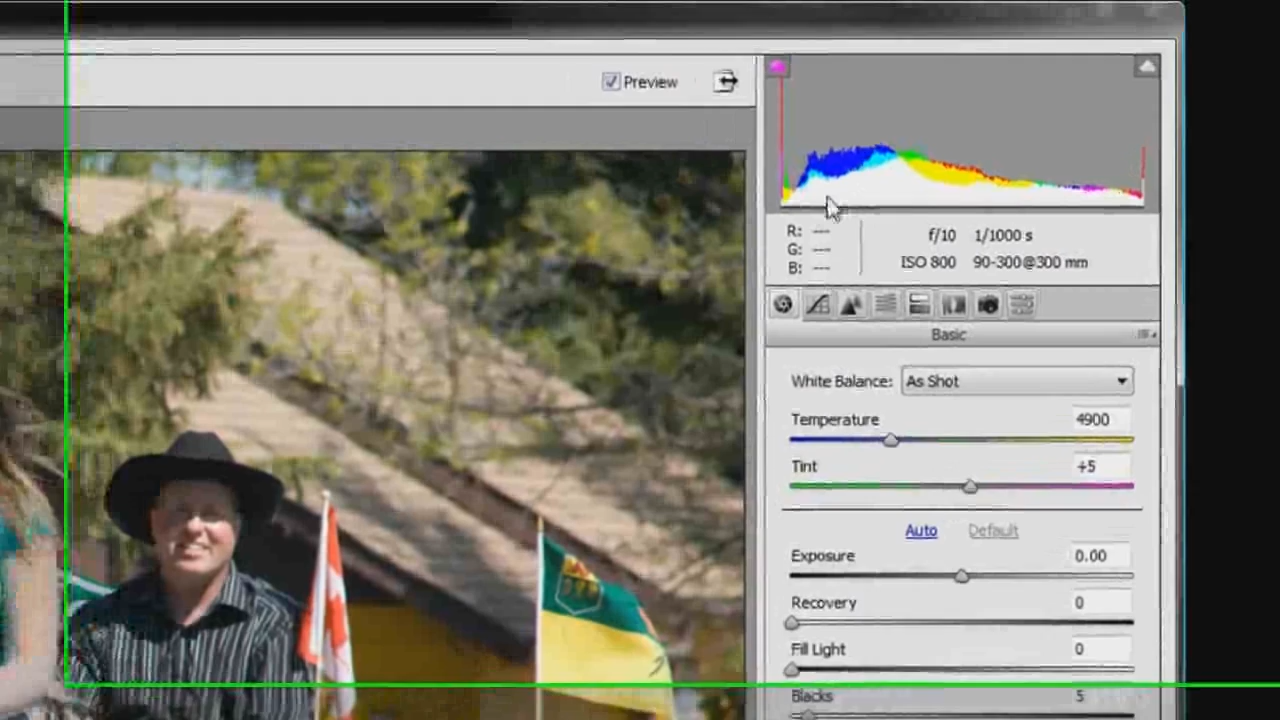 Preview
R: ---
G: ---
B: ---
f/10 1/1000 s
ISO 800 90-300@300 mm
Basic
White Balance: As Shot
Temperature 4900
Tint +5
Auto Default
Exposure 0.00
Recovery 0
Fill Light 0
Blacks 5